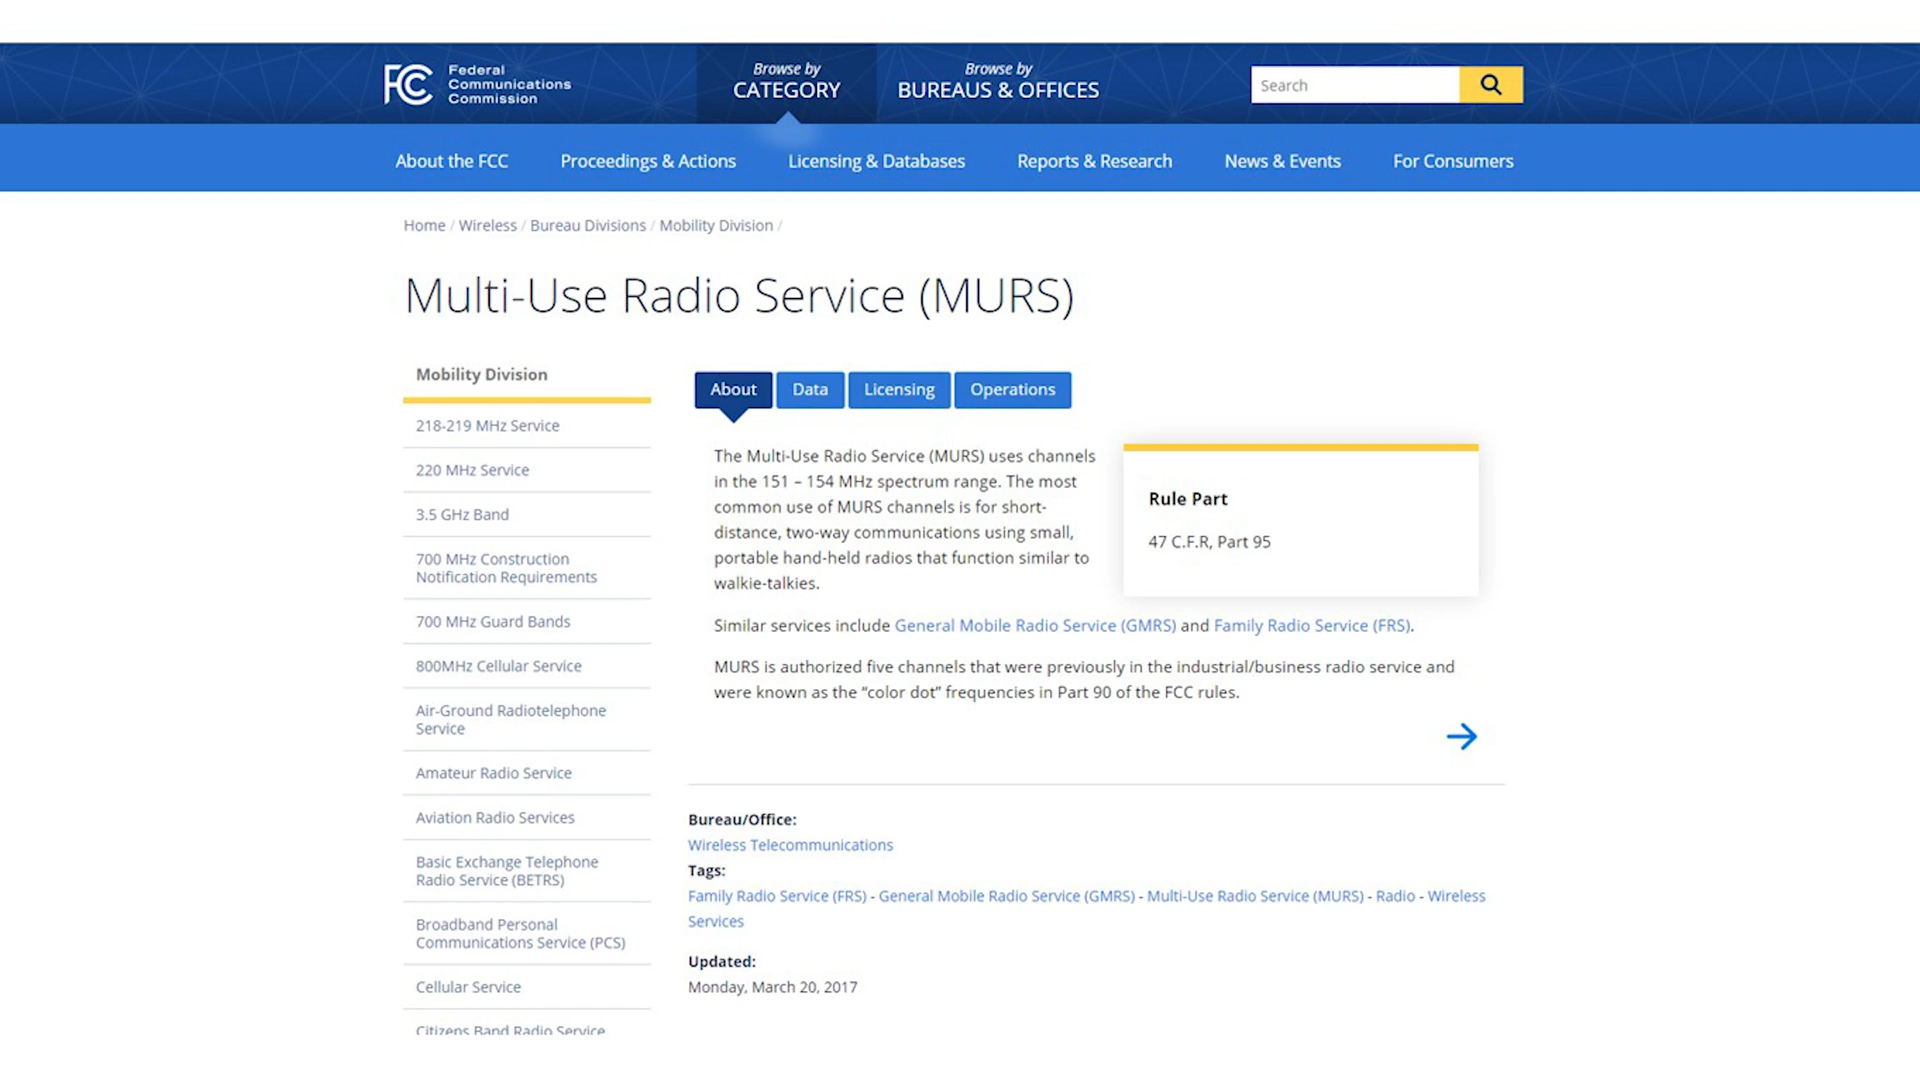 Federal
Communications
Commission
Browse by
CATEGORY
Browse by
BUREAUS & OFFICES
Search
About the FCC
Proceedings & Actions
Licensing & Databases
Reports & Research
News & Events
For Consumers
Home / Wireless / Bureau Divisions / Mobility Division /
Multi-Use Radio Service (MURS)
Mobility Division
218-219 MHz Service
220 MHz Service
3.5 GHz Band
700 MHz Construction
Notification Requirements
700 MHz Guard Bands
800MHz Cellular Service
Air-Ground Radiotelephone
Service
Amateur Radio Service
Aviation Radio Services
Basic Exchange Telephone
Radio Service (BETRS)
Broadband Personal
Communications Service (PCS)
Cellular Service
Citizens Band Radio Service
About
Data
Licensing
Operations
The Multi-Use Radio Service (MURS) uses channels
in the 151 – 154 MHz spectrum range. The most
common use of MURS channels is for short-
distance, two-way communications using small,
portable hand-held radios that function similar to
walkie-talkies.
Rule Part
47 C.F.R, Part 95
Similar services include General Mobile Radio Service (GMRS) and Family Radio Service (FRS).
MURS is authorized five channels that were previously in the industrial/business radio service and
were known as the “color dot” frequencies in Part 90 of the FCC rules.
Bureau/Office:
Wireless Telecommunications
Tags:
Family Radio Service (FRS) - General Mobile Radio Service (GMRS) - Multi-Use Radio Service (MURS) - Radio - Wireless
Services
Updated:
Monday, March 20, 2017